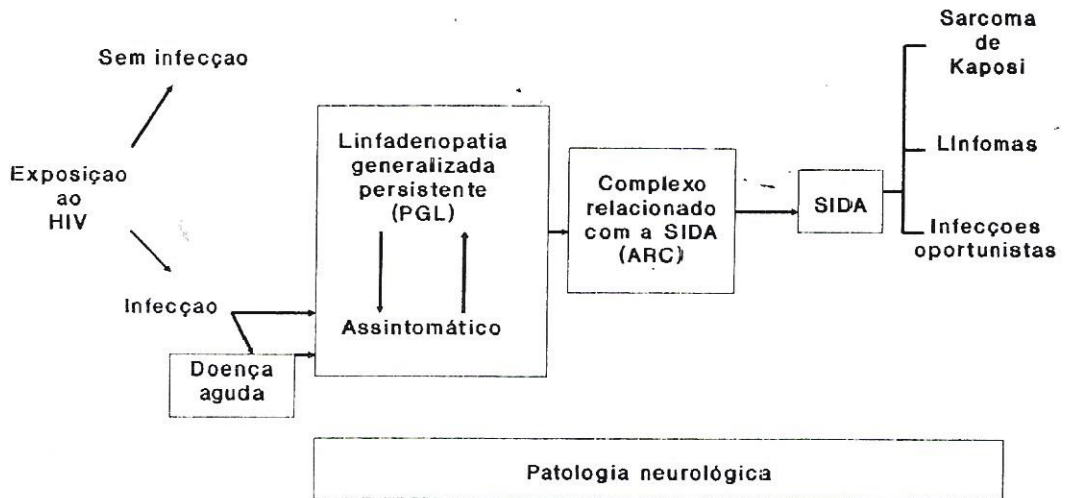 Sem infecçao
Exposiçao
ao
HIV
Infecçao
Doença
aguda
Linfadenopatia
generalizada
persistente
(PGL)
Assintomático
Complexo
relacionado
com a SIDA
(ARC)
SIDA
Sarcoma
de
Kaposi
LInfomas
Infecçoes
oportunistas
Patologia neurológica